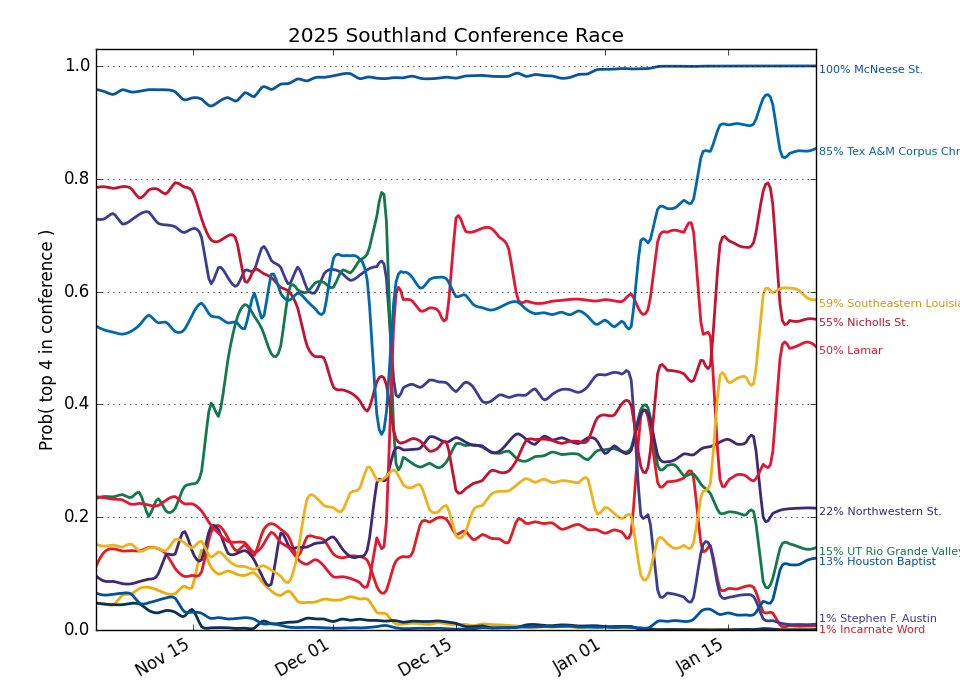 2025 Southland Conference Race
Prob( top 4 in conference )
1.0
0.8
0.6
0.4
0.2
0.0
Nov 15
Dec 01
Dec 15
Jan 01
Jan 15
100% McNeese St.
85% Tex A&M Corpus Chr
59% Southeastern Louisia
55% Nicholls St.
50% Lamar
22% Northwestern St.
15% UT Rio Grande Valley
13% Houston Baptist
1% Stephen F. Austin
1% Incarnate Word